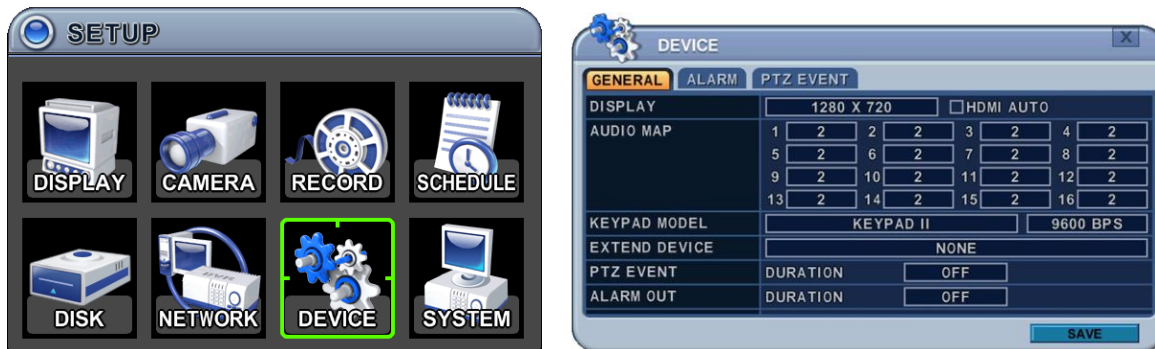 SETUP
DISPLAY CAMERA RECORD SCHEDULE
DISK NETWORK DEVICE SYSTEM
DEVICE X
GENERAL ALARM PTZ EVENT
DISPLAY 1280 X 720 HDMI AUTO
AUDIO MAP 1 2 2 2 3 2 4 2
5 2 6 2 7 2 8 2
9 2 10 2 11 2 12 2
13 2 14 2 15 2 16 2
KEYPAD MODEL KEYPAD II 9600 BPS
EXTEND DEVICE NONE
PTZ EVENT DURATION OFF
ALARM OUT DURATION OFF
SAVE